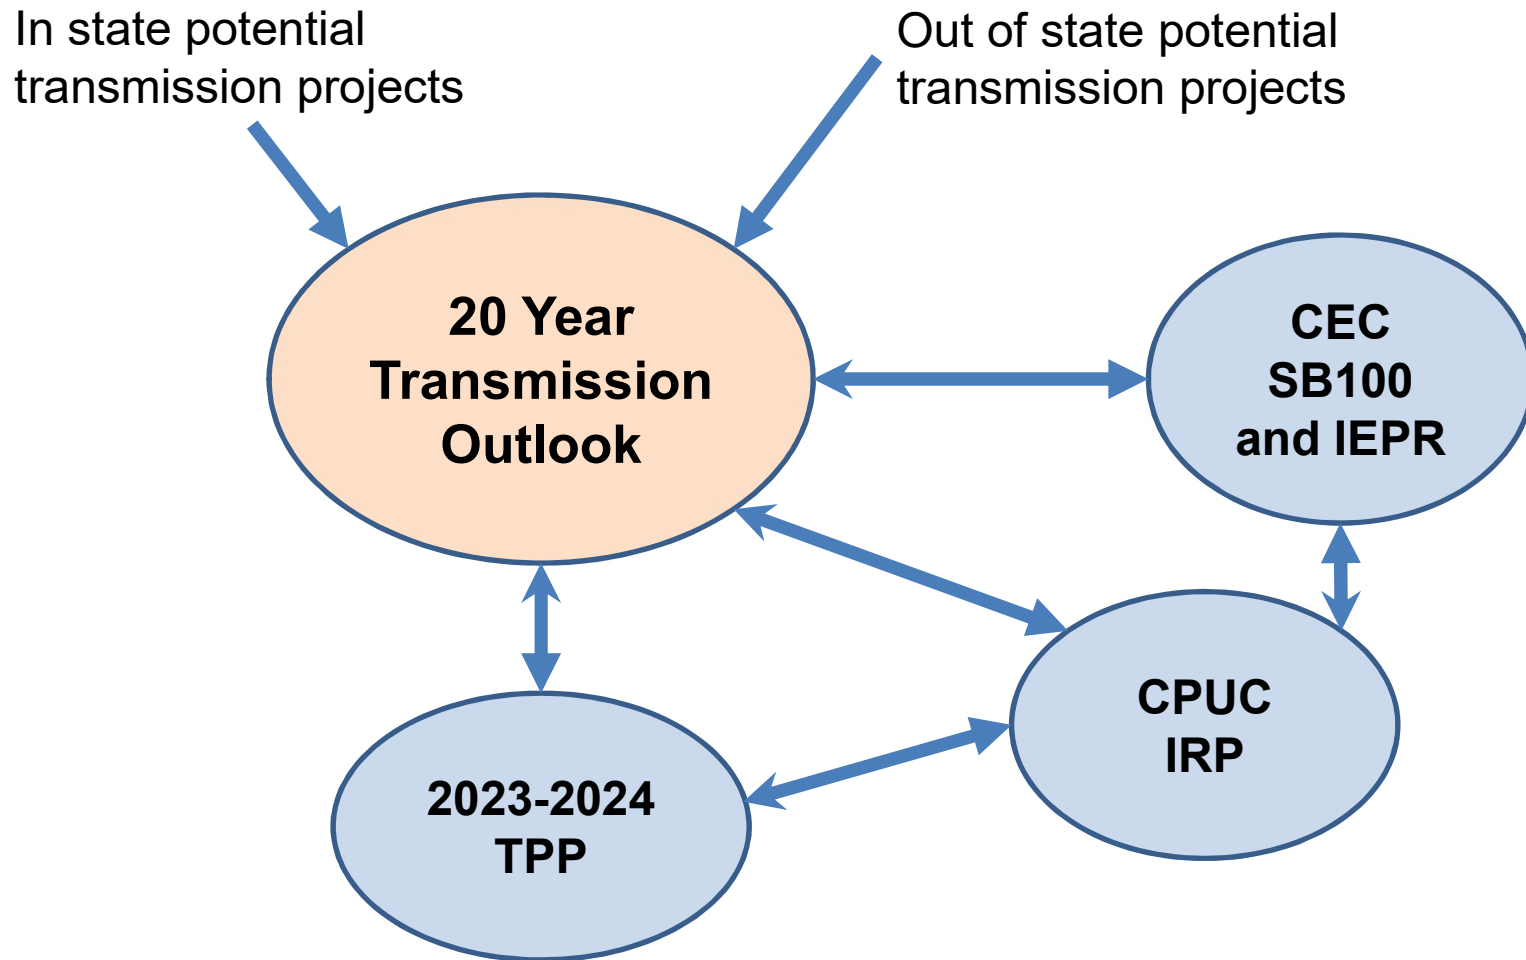 In state potential
transmission projects
Out of state potential
transmission projects
20 Year
Transmission
Outlook
CEC
SB100
and IEPR
CPUC
IRP
2023-2024
TPP